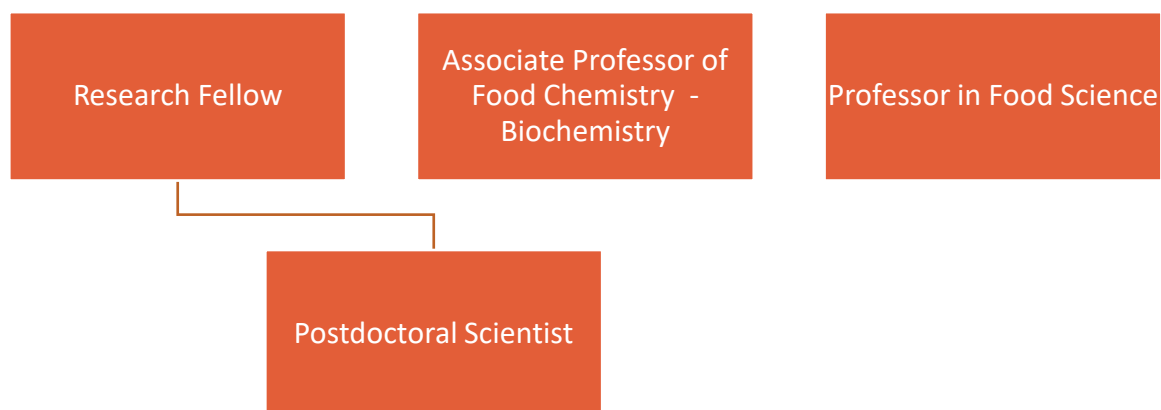 Research Fellow
Associate Professor of
Food Chemistry -
Biochemistry
Professor in Food Science
Postdoctoral Scientist